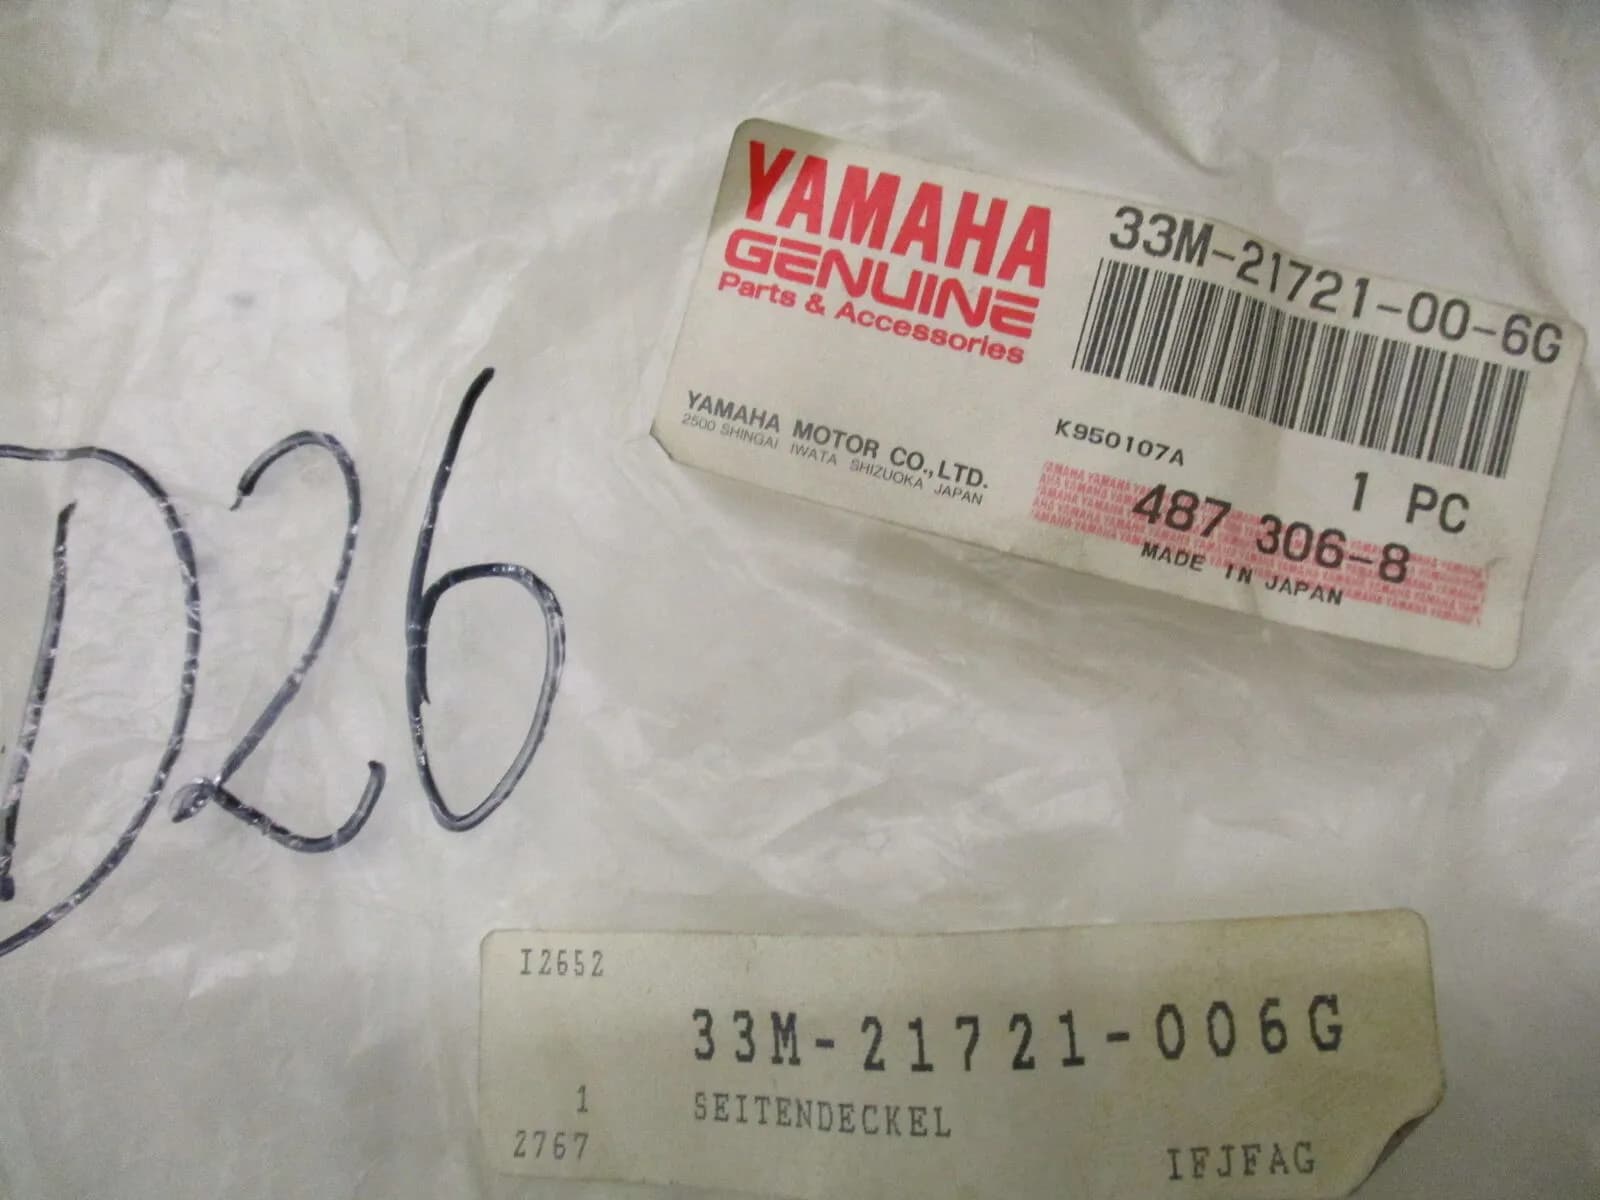 YAMAHA
GENUINE
Parts & Accessories
YAMAHA MOTOR CO.,LTD.
2500 SHINGAI IWATA SHIZUOKA JAPAN
33M-21721-00-6G
K950107A
1 PC
487 306-8
MADE IN JAPAN
D26
I2652
33M-21721-006G
1
SEITENDECKEL
2767
IFJFAG